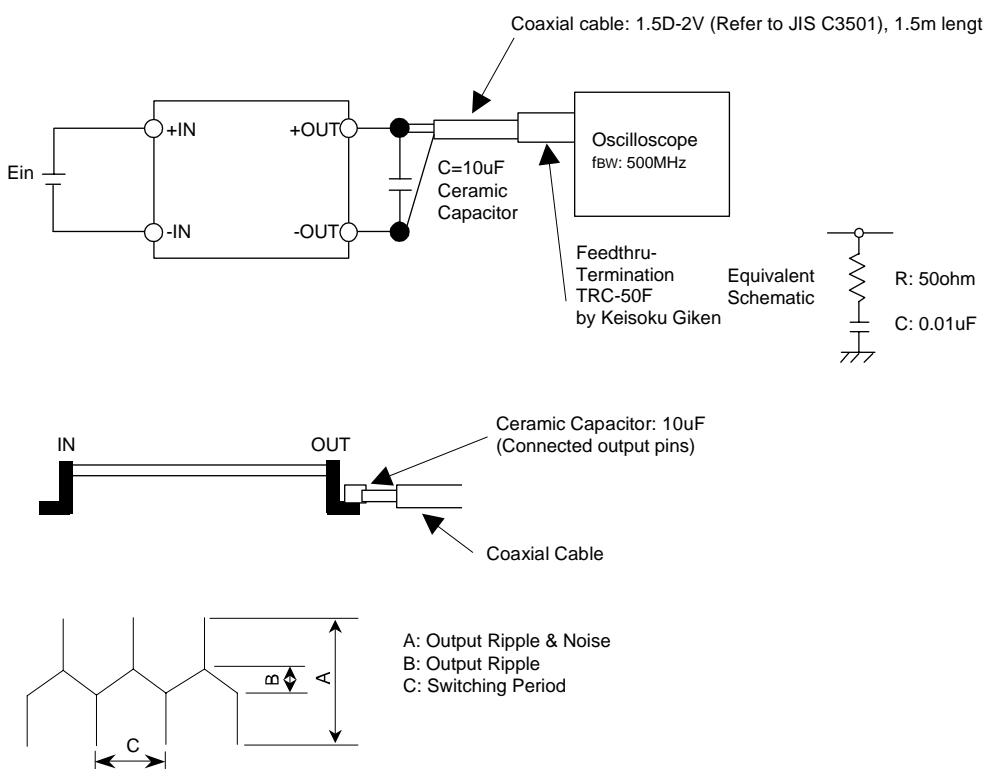 Coaxial cable: 1.5D-2V (Refer to JIS C3501), 1.5m lengt
+IN
+OUT
Ein
-IN
-OUT
C=10uF
Ceramic
Capacitor
Oscilloscope
fBW: 500MHz
Feedthru-
Termination
TRC-50F
by Keisoku Giken
Equivalent
Schematic
R: 50ohm
C: 0.01uF
IN
OUT
Ceramic Capacitor: 10uF
(Connected output pins)
Coaxial Cable
B
A
C
A: Output Ripple & Noise
B: Output Ripple
C: Switching Period